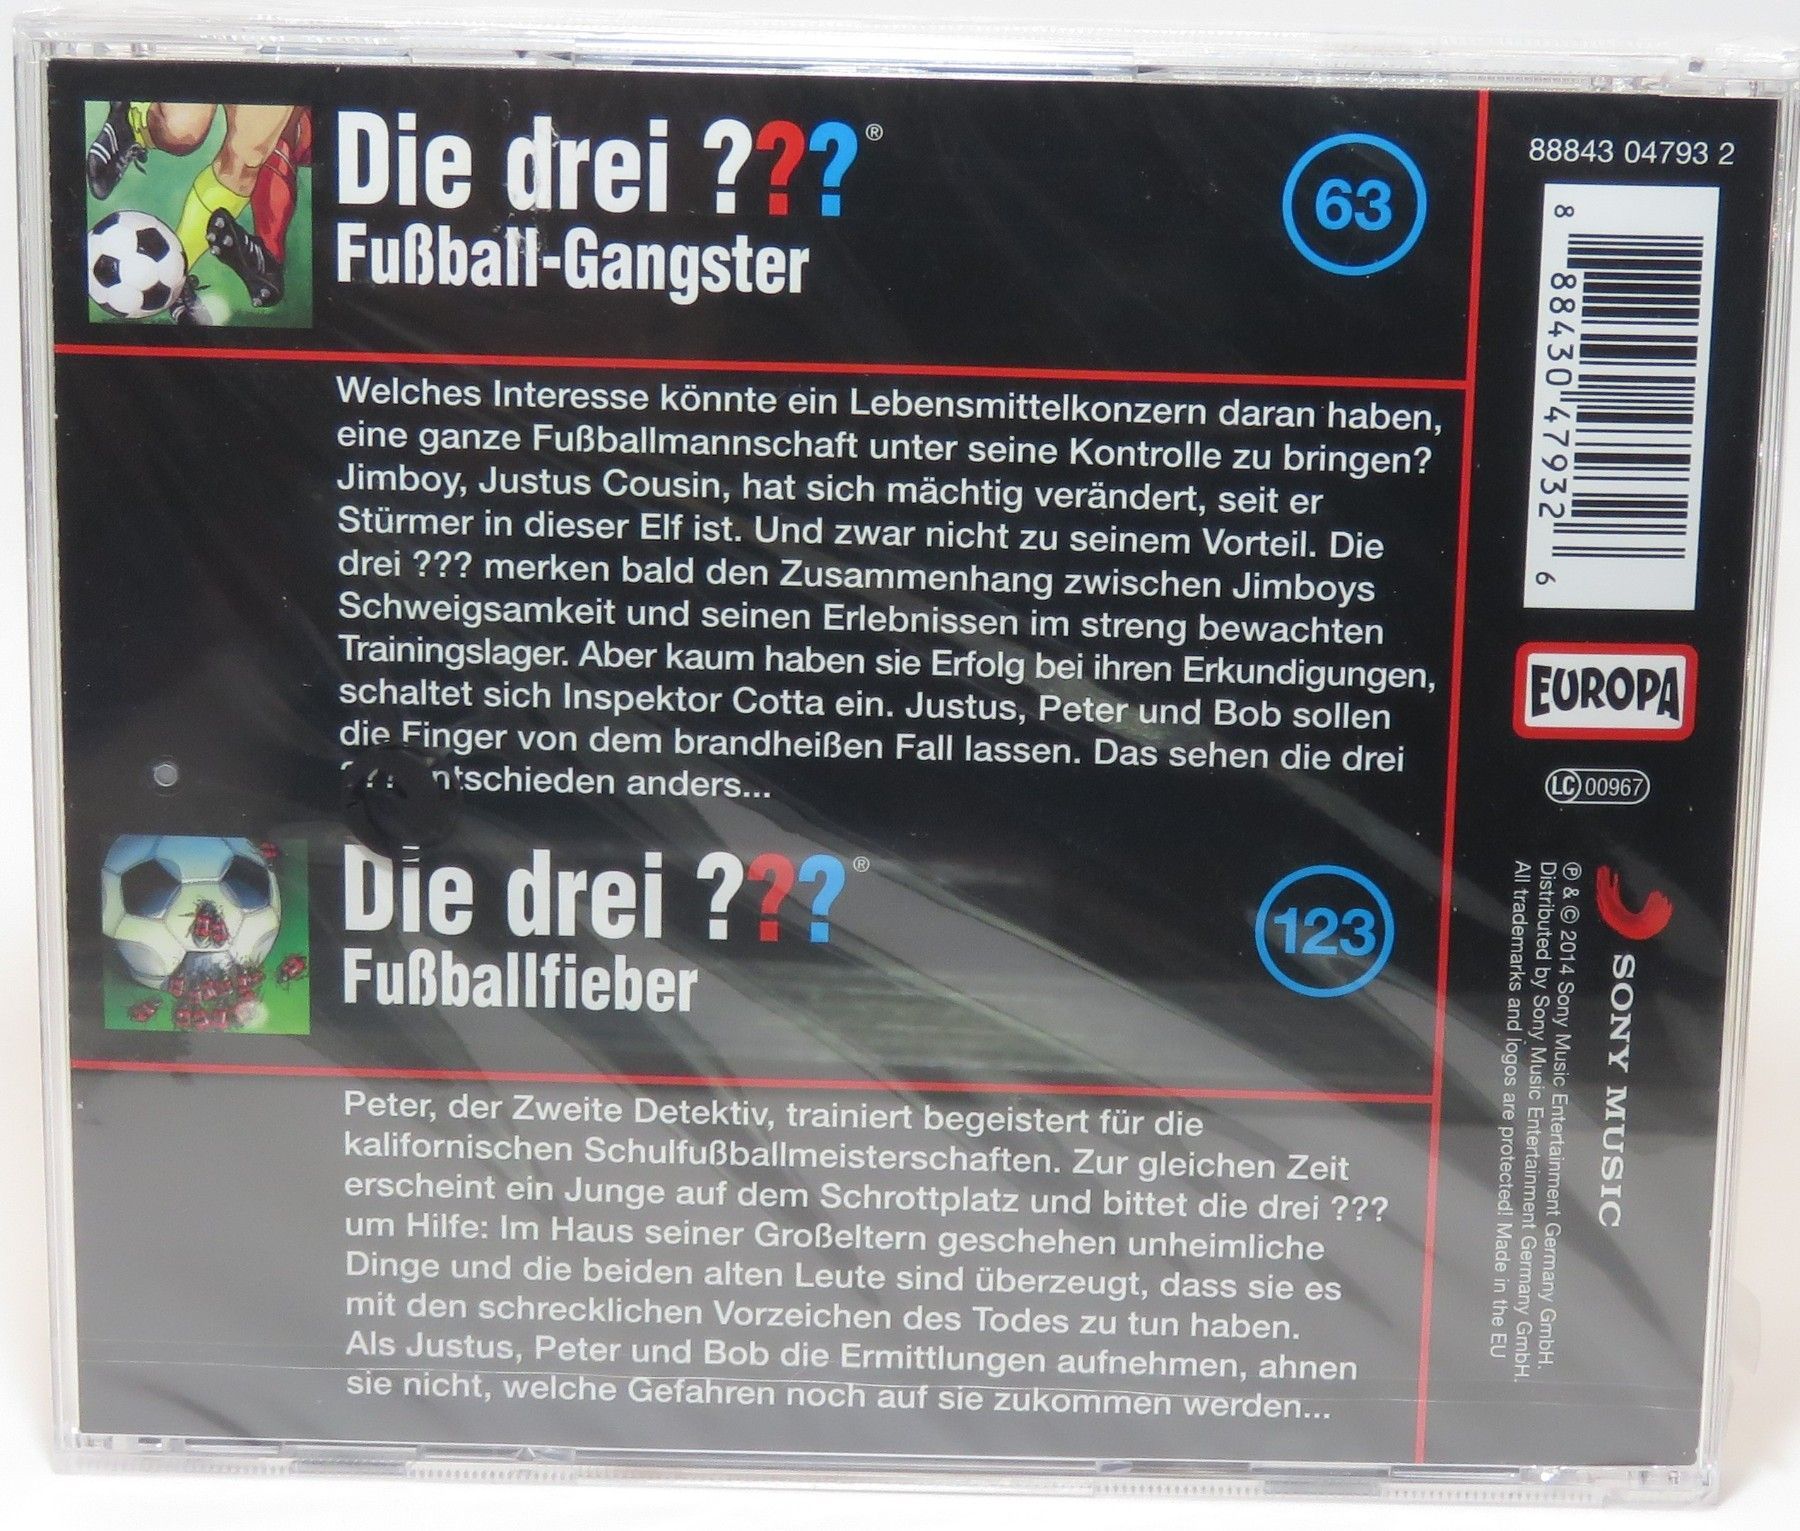 Die drei ???®
Fußball-Gangster
63
Welches Interesse könnte ein Lebensmittelkonzern daran haben,
eine ganze Fußballmannschaft unter seine Kontrolle zu bringen?
Jimboy, Justus Cousin, hat sich mächtig verändert, seit er
Stürmer in dieser Elf ist. Und zwar nicht zu seinem Vorteil. Die
drei ??? merken bald den Zusammenhang zwischen Jimboys
Schweigsamkeit und seinen Erlebnissen im streng bewachten
Trainingslager. Aber kaum haben sie Erfolg bei ihren Erkundigungen,
schaltet sich Inspektor Cotta ein. Justus, Peter und Bob sollen
die Finger von dem brandheißen Fall lassen. Das sehen die drei
??? entschieden anders...
Die drei ???®
Fußballfieber
123
Peter, der Zweite Detektiv, trainiert begeistert für die
kalifornischen Schulfußballmeisterschaften. Zur gleichen Zeit
erscheint ein Junge auf dem Schrottplatz und bittet die drei ???
um Hilfe: Im Haus seiner Großeltern geschehen unheimliche
Dinge und die beiden alten Leute sind überzeugt, dass sie es
mit den schrecklichen Vorzeichen des Todes zu tun haben.
Als Justus, Peter und Bob die Ermittlungen aufnehmen, ahnen
sie nicht, welche Gefahren noch auf sie zukommen werden...
88843 04793 2
8 88430 47932 6
EUROPA
LC 00967
SONY MUSIC
℗ & © 2014 Sony Music Entertainment Germany GmbH.
Distributed by Sony Music Entertainment Germany GmbH.
All trademarks and logos are protected! Made in the EU